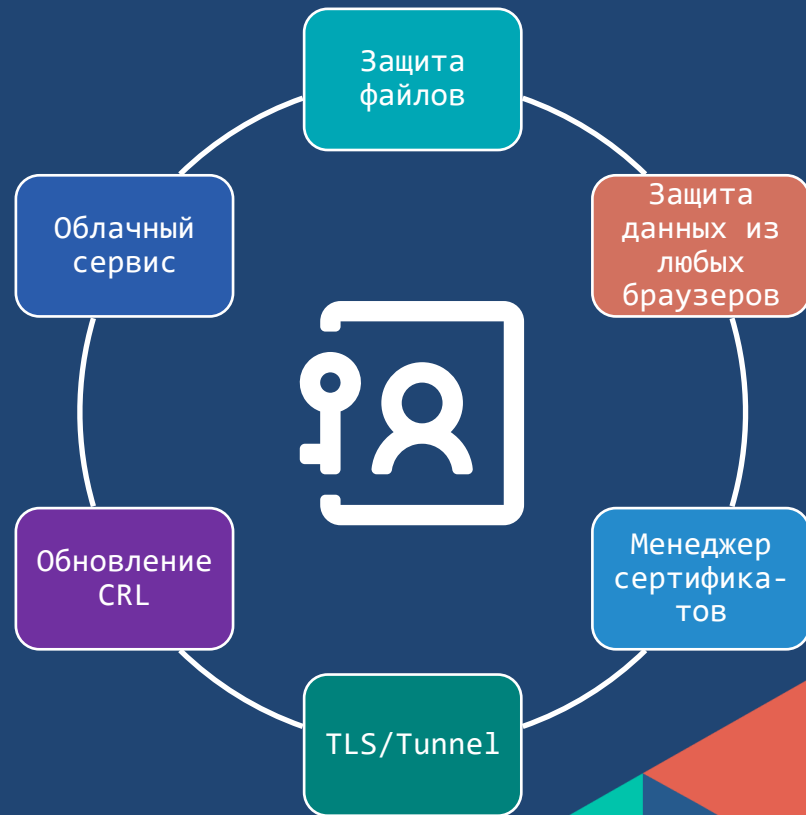 Защита
файлов
Защита
данных из
любых
браузеров
Облачный
сервис
Менеджер
сертифика-
тов
Обновление
CRL
TLS/Tunnel